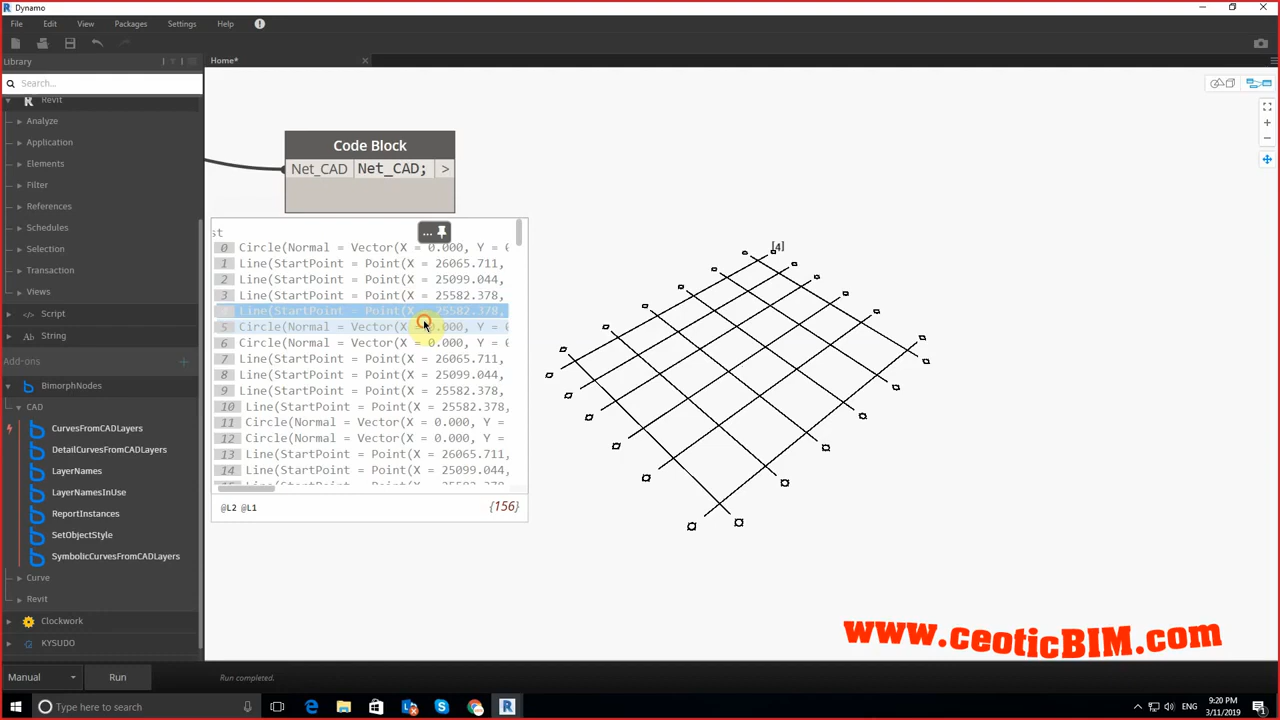 Dynamo
File Edit View Packages Settings Help
Library
Home*
Search...
Revit
Analyze
Application
Elements
Filter
References
Schedules
Selection
Transaction
Views
Script
Ab String
Add-ons
BimorphNodes
CAD
CurvesFromCADLayers
DetailCurvesFromCADLayers
LayerNames
LayerNamesInUse
ReportInstances
SetObjectStyle
SymbolicCurvesFromCADLayers
Curve
Revit
Clockwork
KYSUDO
Code Block
Net_CAD Net_CAD; >
st
...
0 Circle(Normal = Vector(X = 0.000, Y = 0
1 Line(StartPoint = Point(X = 26065.711,
2 Line(StartPoint = Point(X = 25099.044,
3 Line(StartPoint = Point(X = 25582.378,
4 Line(StartPoint = Point(X = 25582.378,
5 Circle(Normal = Vector(X = 0.000, Y = 0
6 Circle(Normal = Vector(X = 0.000, Y = 0
7 Line(StartPoint = Point(X = 26065.711,
8 Line(StartPoint = Point(X = 25099.044,
9 Line(StartPoint = Point(X = 25582.378,
10 Line(StartPoint = Point(X = 25582.378,
11 Circle(Normal = Vector(X = 0.000, Y =
12 Circle(Normal = Vector(X = 0.000, Y =
13 Line(StartPoint = Point(X = 26065.711,
14 Line(StartPoint = Point(X = 25099.044,
@L2 @L1 {156}
[4]
www.ceoticBIM.com
Manual Run Run completed.
Type here to search
ENG
9:20 PM
3/11/2019